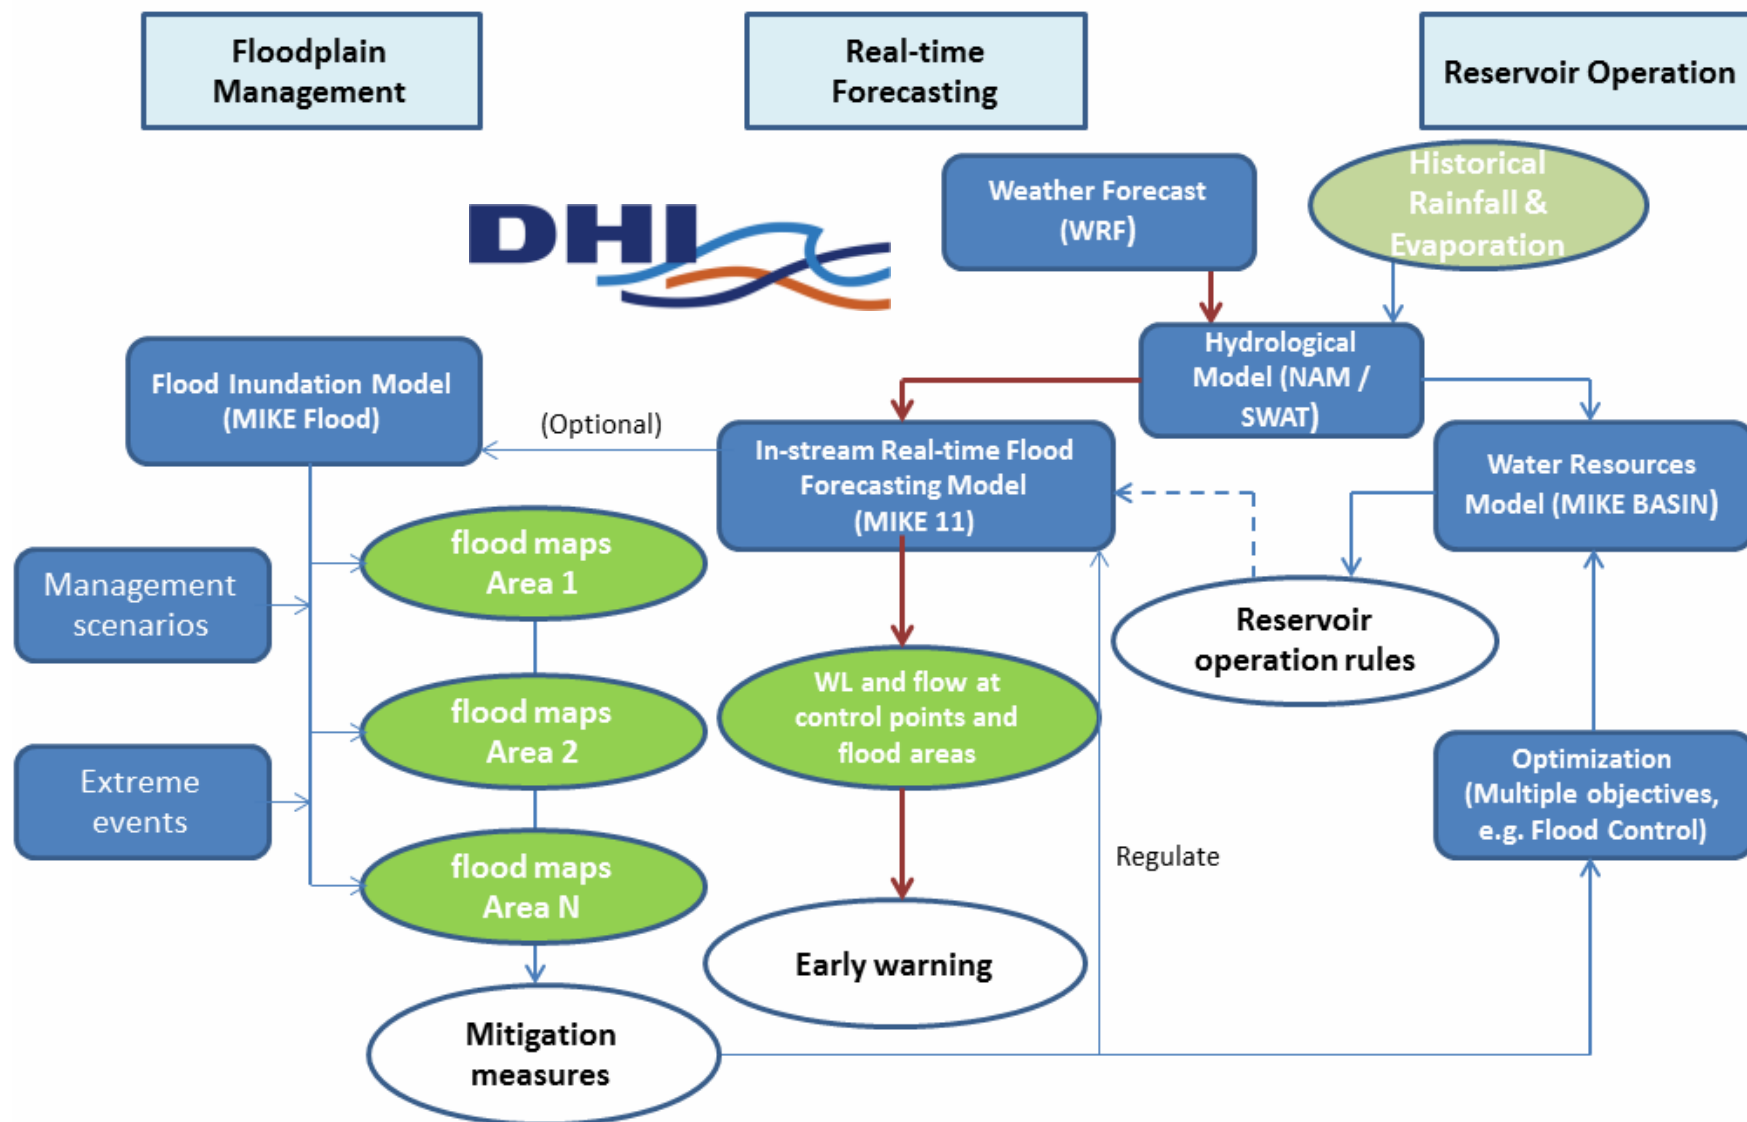 Floodplain
Management
Real-time
Forecasting
Reservoir Operation
Weather Forecast
(WRF)
Historical
Rainfall &
Evaporation
DHI
Hydrological
Model (NAM /
SWAT)
Flood Inundation Model
(MIKE Flood)
(Optional)
In-stream Real-time Flood
Forecasting Model
(MIKE 11)
Water Resources
Model (MIKE BASIN)
flood maps
Area 1
Management
scenarios
Reservoir
operation rules
WL and flow at
control points and
flood areas
flood maps
Area 2
Extreme
events
Optimization
(Multiple objectives,
e.g. Flood Control)
flood maps
Area N
Regulate
Early warning
Mitigation
measures